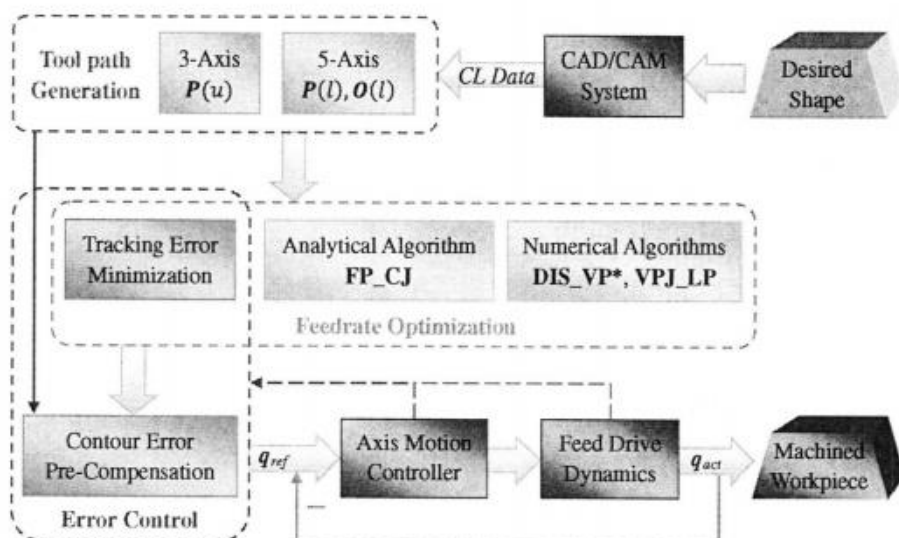 Tool path
Generation
3-Axis
P(u)
5-Axis
P(l), O(l)
CL Data
CAD/CAM
System
Desired
Shape
Tracking Error
Minimization
Analytical Algorithm
FP_CJ
Numerical Algorithms
DIS_VP*, VPJ_LP
Feedrate Optimization
Contour Error
Pre-Compensation
Error Control
q_ref
Axis Motion
Controller
Feed Drive
Dynamics
q_act
Machined
Workpiece
—